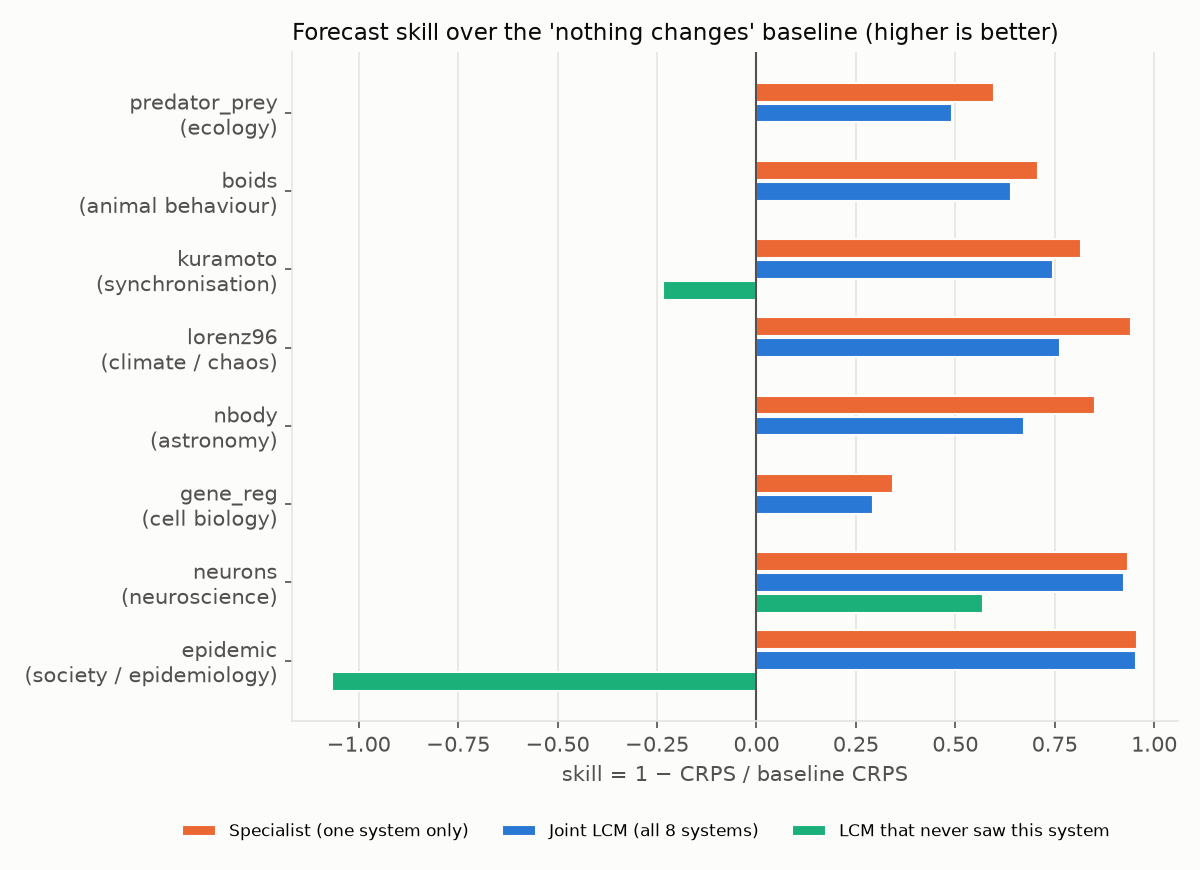 Forecast skill over the 'nothing changes' baseline (higher is better)
predator_prey
(ecology)
boids
(animal behaviour)
kuramoto
(synchronisation)
lorenz96
(climate / chaos)
nbody
(astronomy)
gene_reg
(cell biology)
neurons
(neuroscience)
epidemic
(society / epidemiology)
−1.00 −0.75 −0.50 −0.25 0.00 0.25 0.50 0.75 1.00
skill = 1 − CRPS / baseline CRPS
Specialist (one system only) Joint LCM (all 8 systems) LCM that never saw this system